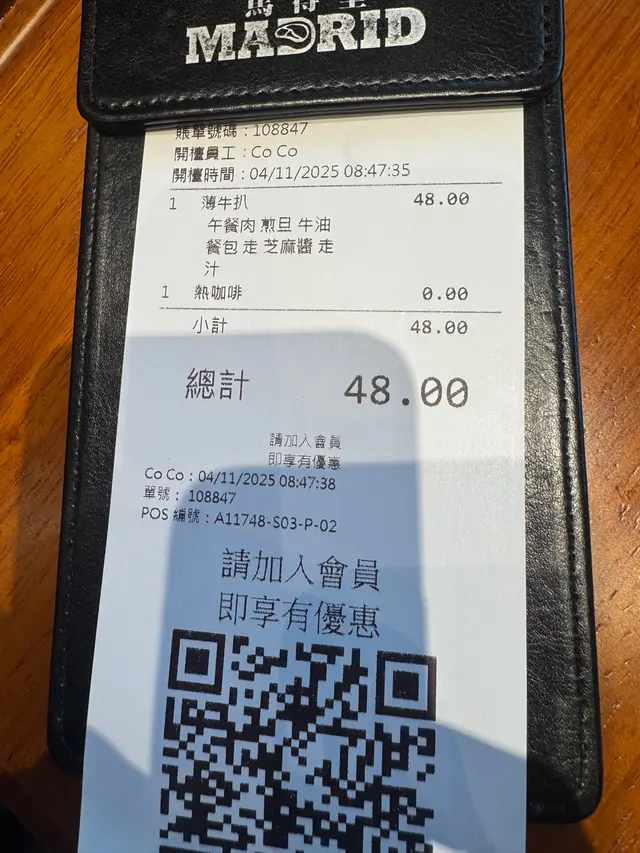 MADRID
賬單號碼：108847
開檯員工：Co Co
開檯時間：04/11/2025 08:47:35
1 薄牛扒 48.00
午餐肉 煎旦 牛油
餐包 走 芝麻醬 走
汁
1 熱咖啡 0.00
小計 48.00
總計 48.00
請加入會員
即享有優惠
Co Co：04/11/2025 08:47:38
單號： 108847
POS 編號：A11748-S03-P-02
請加入會員
即享有優惠